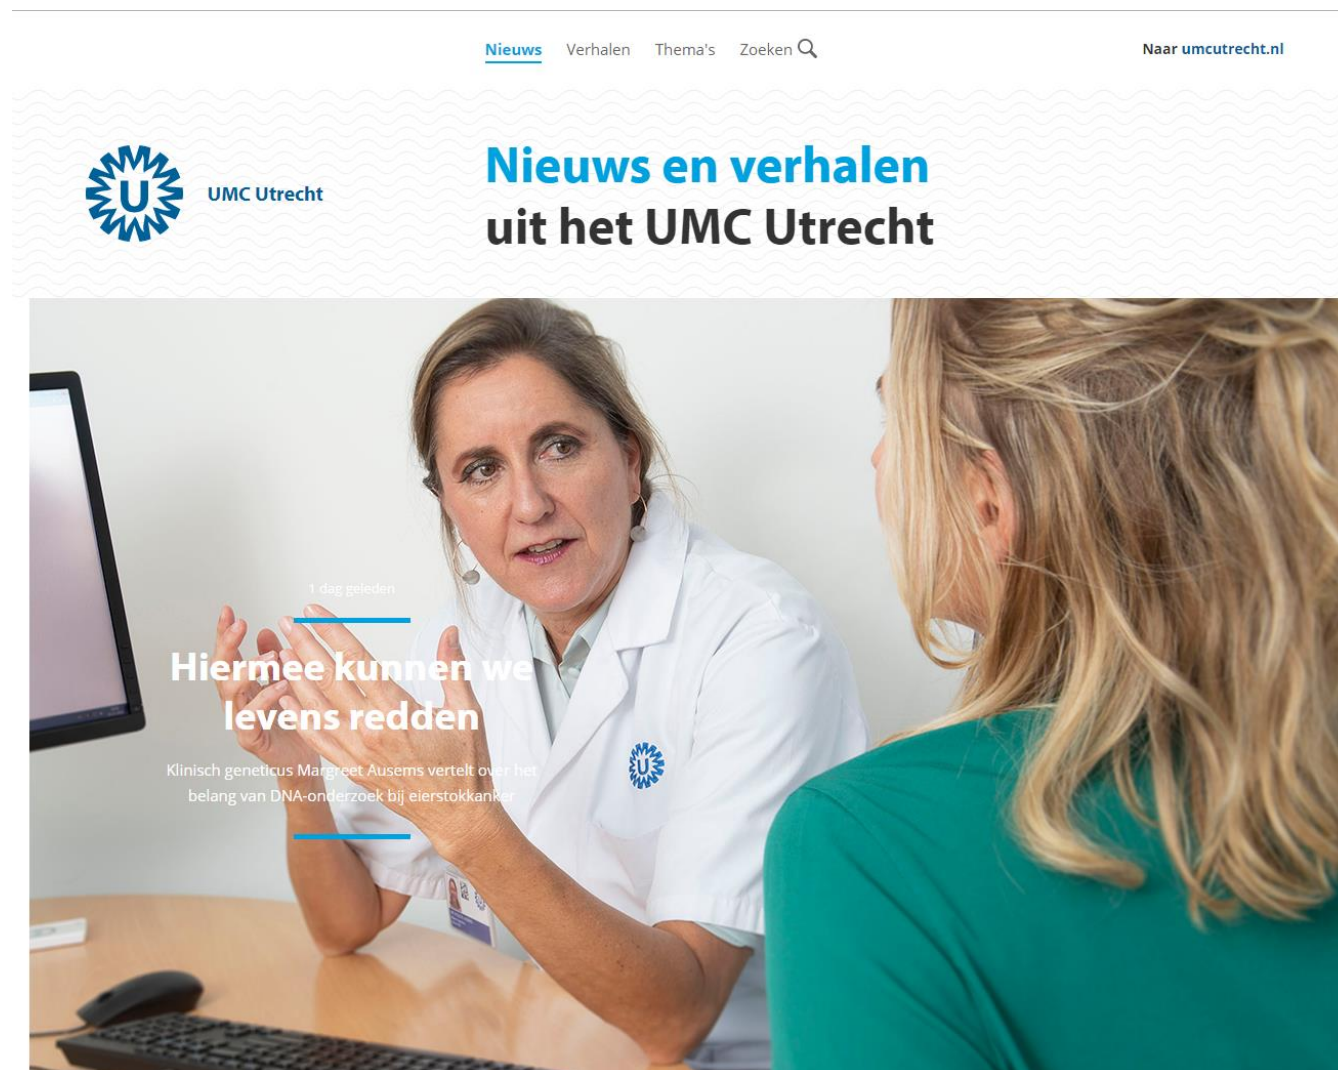 Nieuws Verhalen Thema's Zoeken
Naar umcutrecht.nl
UMC Utrecht
Nieuws en verhalen
uit het UMC Utrecht
1 dag geleden
Hiermee kunnen we
levens redden
Klinisch geneticus Margreet Ausems vertelt over het
belang van DNA-onderzoek bij eierstokkanker
U